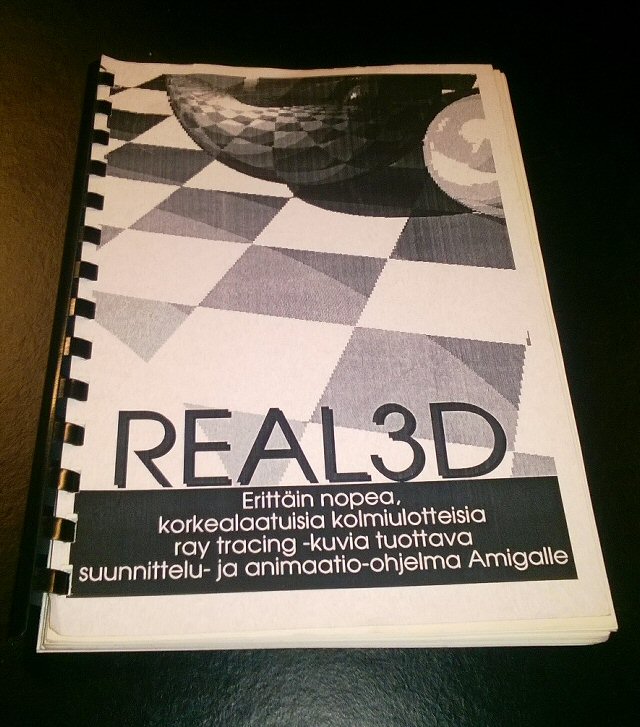 REAL3D
Erittäin nopea,
korkealaatuisia kolmiulotteisia
ray tracing -kuvia tuottava
suunnittelu- ja animaatio-ohjelma Amigalle